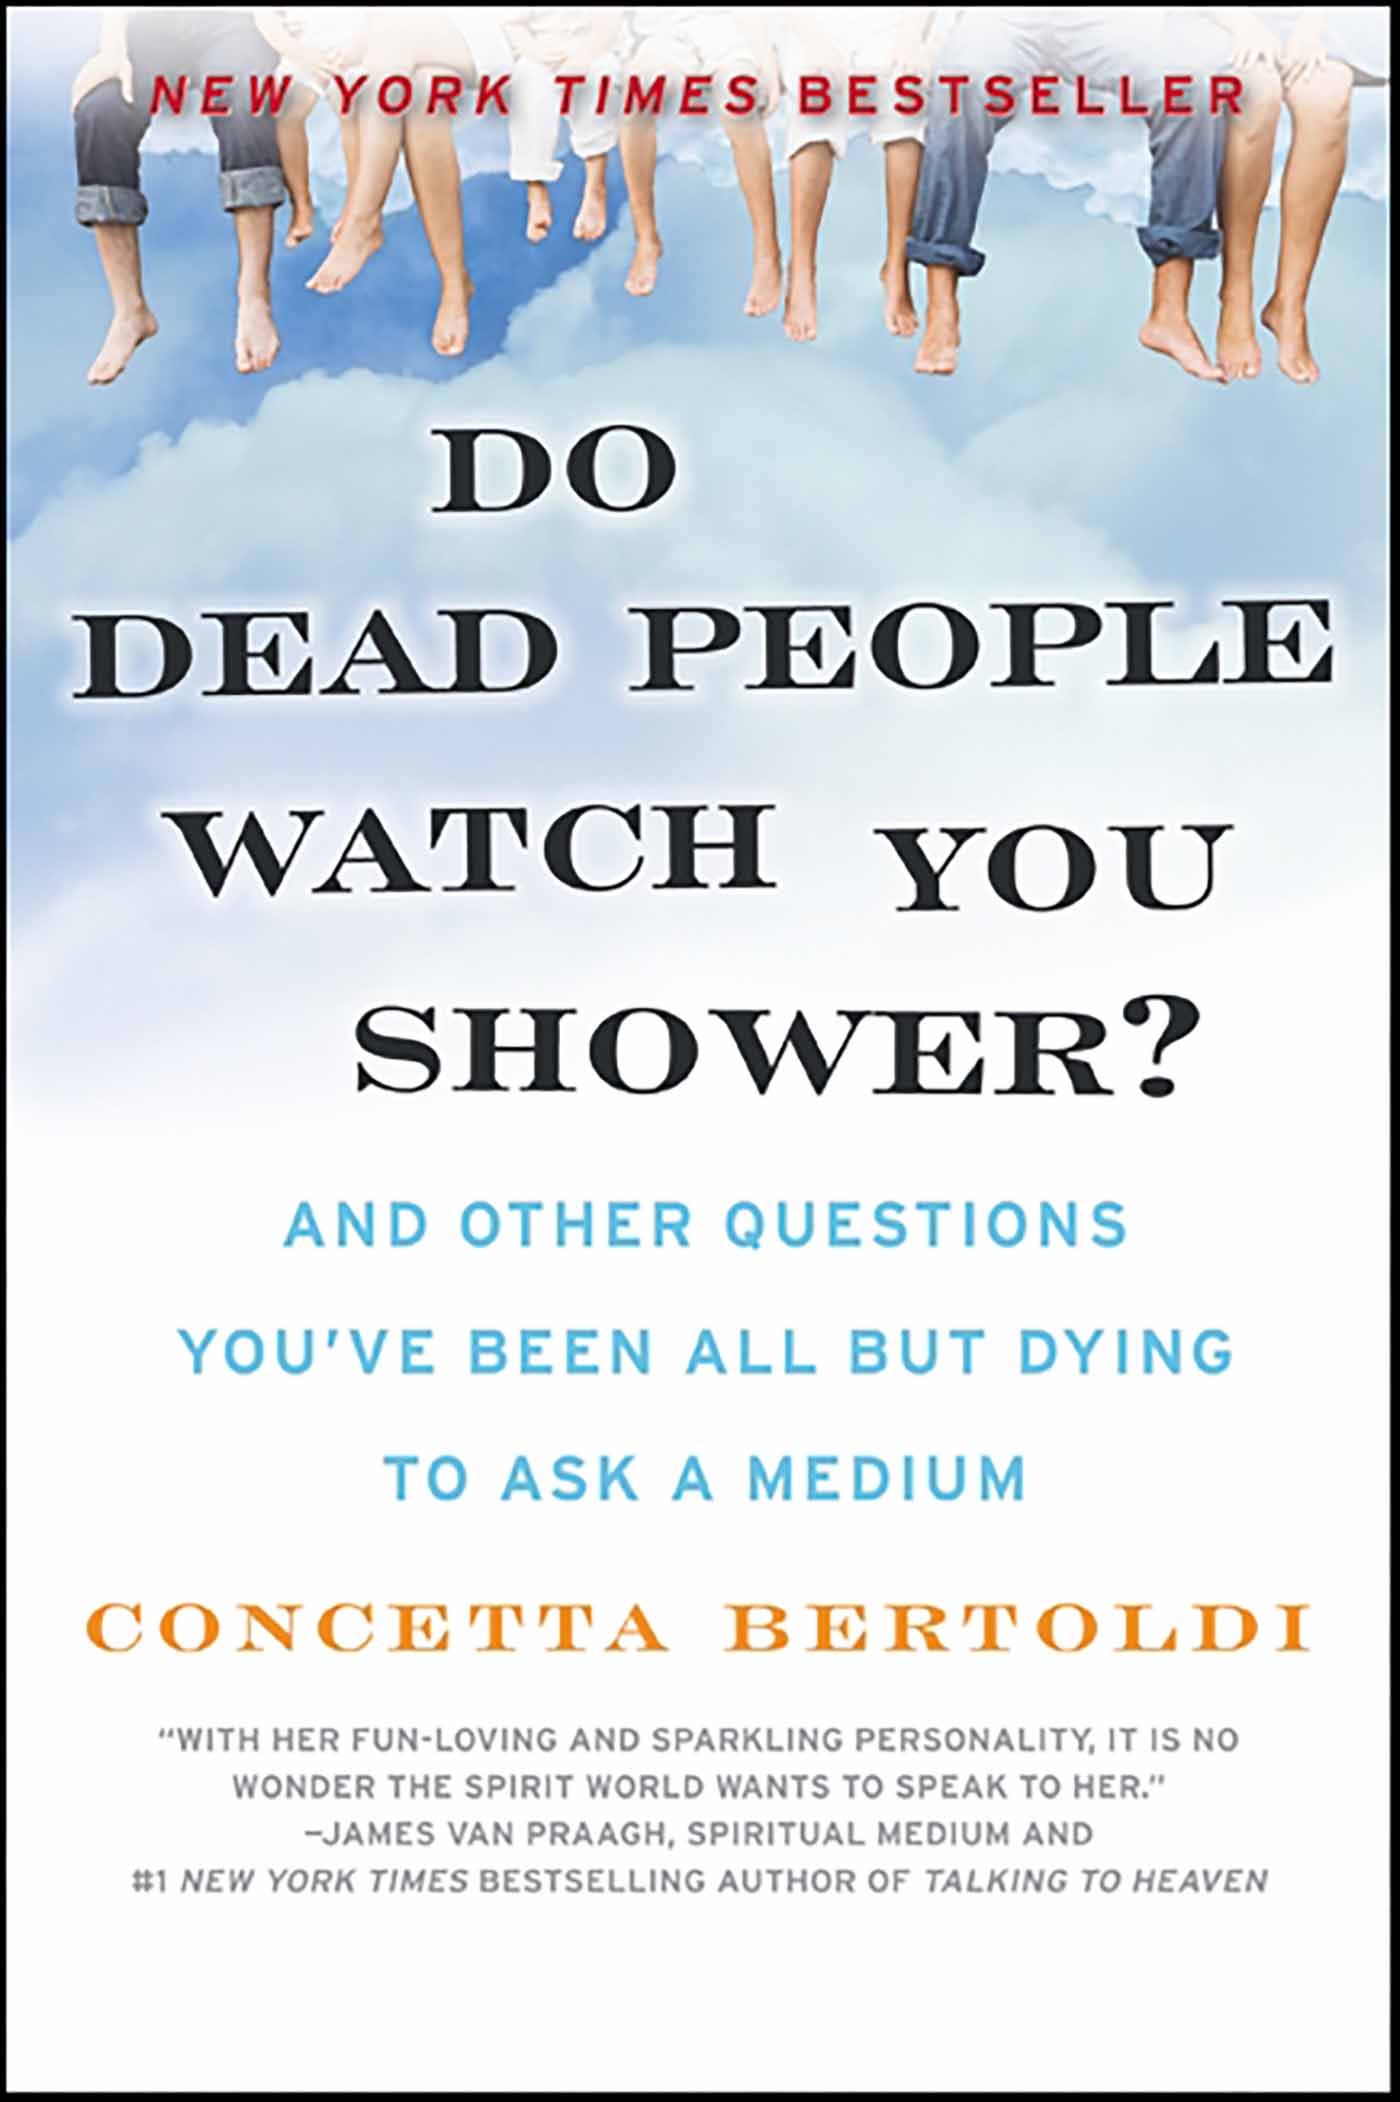 NEW YORK TIMES BESTSELLER
DO
DEAD PEOPLE
WATCH YOU
SHOWER?
AND OTHER QUESTIONS
YOU'VE BEEN ALL BUT DYING
TO ASK A MEDIUM
CONCETTA BERTOLDI
“WITH HER FUN-LOVING AND SPARKLING PERSONALITY, IT IS NO
WONDER THE SPIRIT WORLD WANTS TO SPEAK TO HER.”
–JAMES VAN PRAAGH, SPIRITUAL MEDIUM AND
#1 NEW YORK TIMES BESTSELLING AUTHOR OF TALKING TO HEAVEN